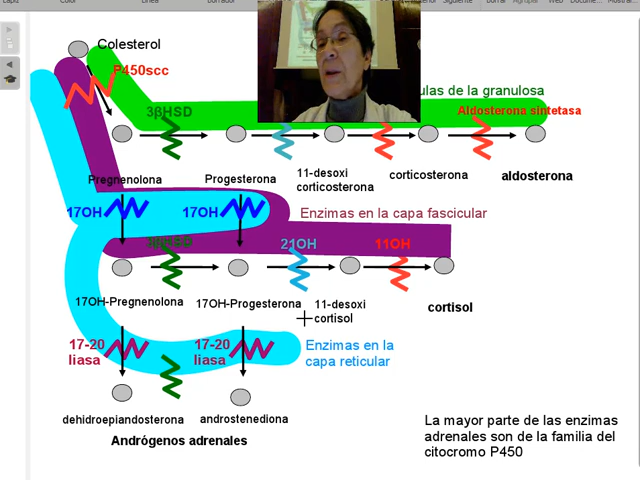 Colesterol
P450scc
ulas de la granulosa
3βHSD
Aldosterona sintetasa
Pregnenolona
Progesterona
11-desoxi
corticosterona
corticosterona
aldosterona
17OH
17OH
Enzimas en la capa fascicular
21OH
11OH
17OH-Pregnenolona
17OH-Progesterona
11-desoxi
cortisol
cortisol
17-20
liasa
17-20
liasa
Enzimas en la
capa reticular
dehidroepiandosterona
androstenediona
Andrógenos adrenales
La mayor parte de las enzimas
adrenales son de la familia del
citocromo P450